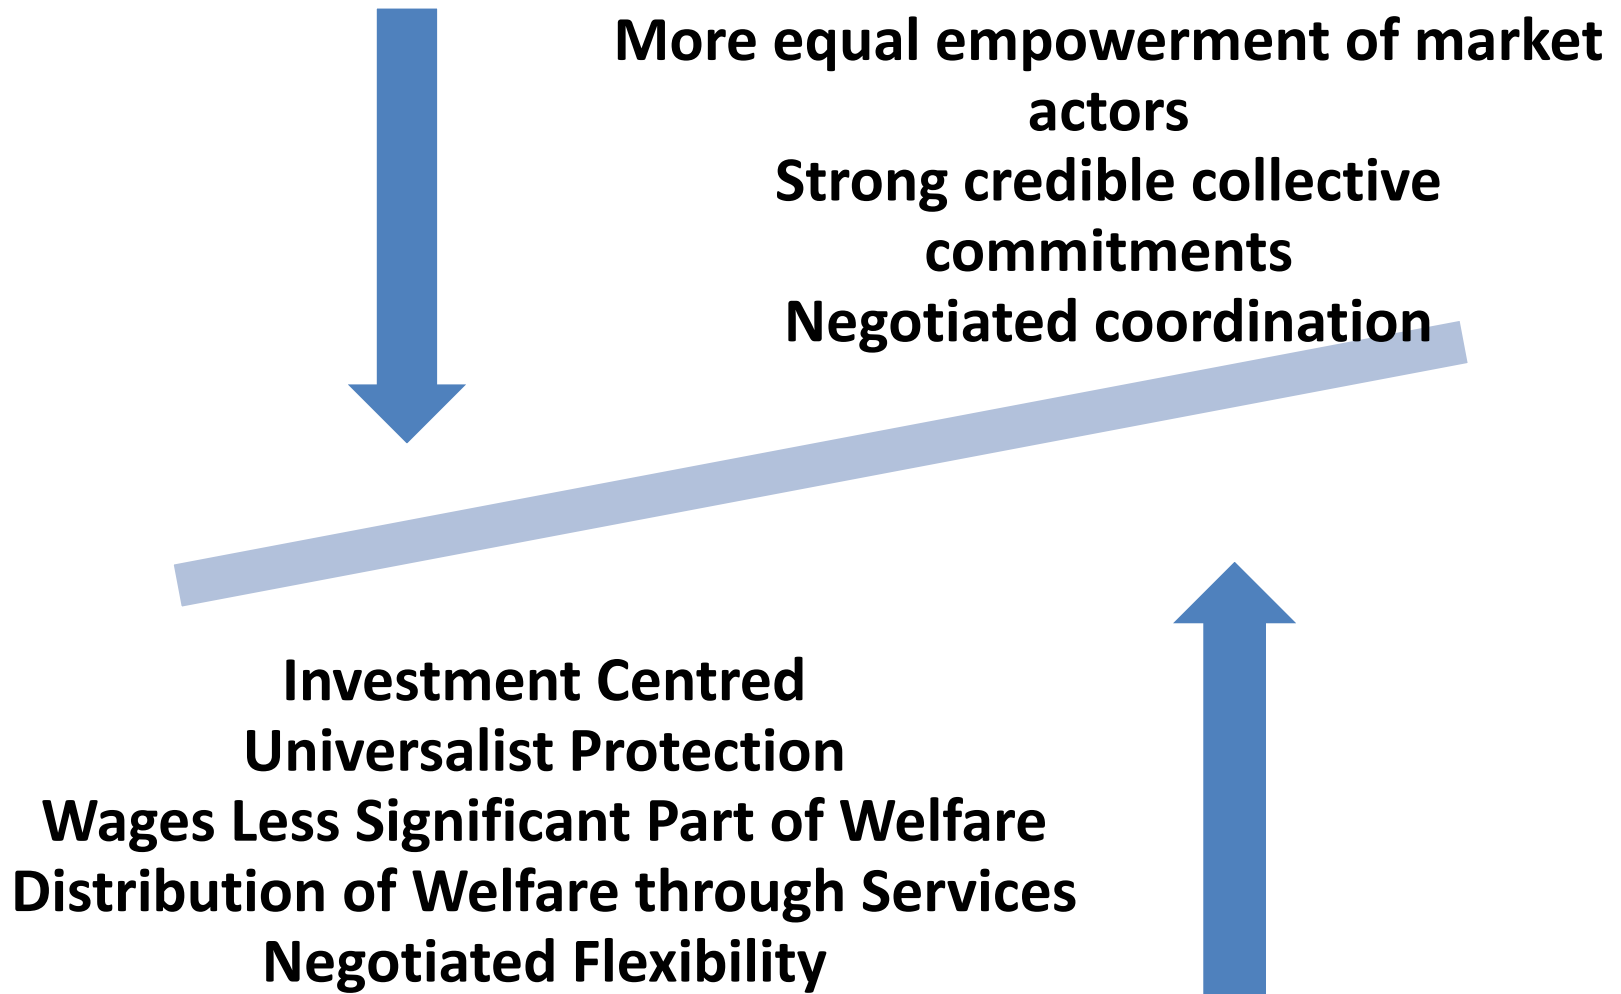 More equal empowerment of market
actors
Strong credible collective
commitments
Negotiated coordination
Investment Centred
Universalist Protection
Wages Less Significant Part of Welfare
Distribution of Welfare through Services
Negotiated Flexibility